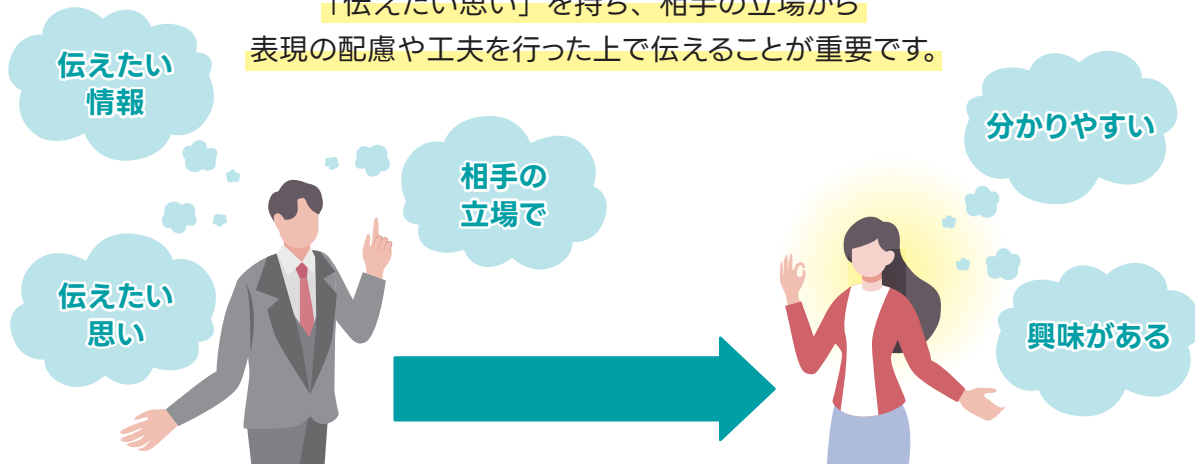 「伝えたい思い」を持ち、相手の立場から
表現の配慮や工夫を行った上で伝えることが重要です。
伝えたい
情報
相手の
立場で
伝えたい
思い
分かりやすい
興味がある